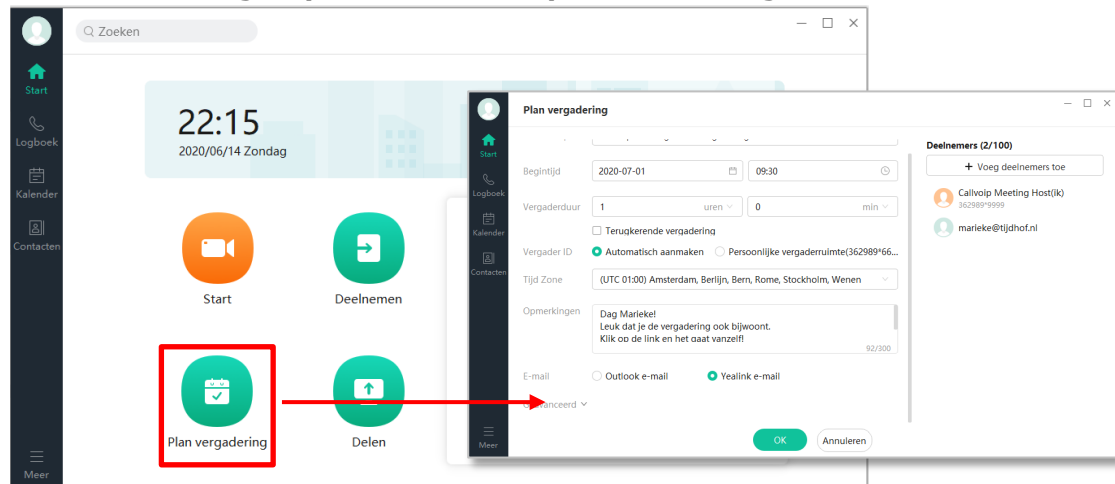 Zoeken
Start
Logboek
Kalender
Contacten
Meer
22:15
2020/06/14 Zondag
Start
Deelnemen
Plan vergadering
Delen
Plan vergadering
Start
Logboek
Kalender
Contacten
Meer
Begintijd 2020-07-01 09:30
Vergaderduur 1 uren 0 min
Terugkerende vergadering
Vergader ID Automatisch aanmaken Persoonlijke vergaderruimte(362989*66...
Tijd Zone (UTC 01:00) Amsterdam, Berlijn, Bern, Rome, Stockholm, Wenen
Opmerkingen Dag Marieke!
Leuk dat je de vergadering ook bijwoont.
Klik op de link en het gaat vanzelf!
92/300
E-mail Outlook e-mail Yealink e-mail
OK Annuleren
Deelnemers (2/100)
+ Voeg deelnemers toe
Callvoip Meeting Host(ik)
362989*9999
marieke@tijdhof.nl